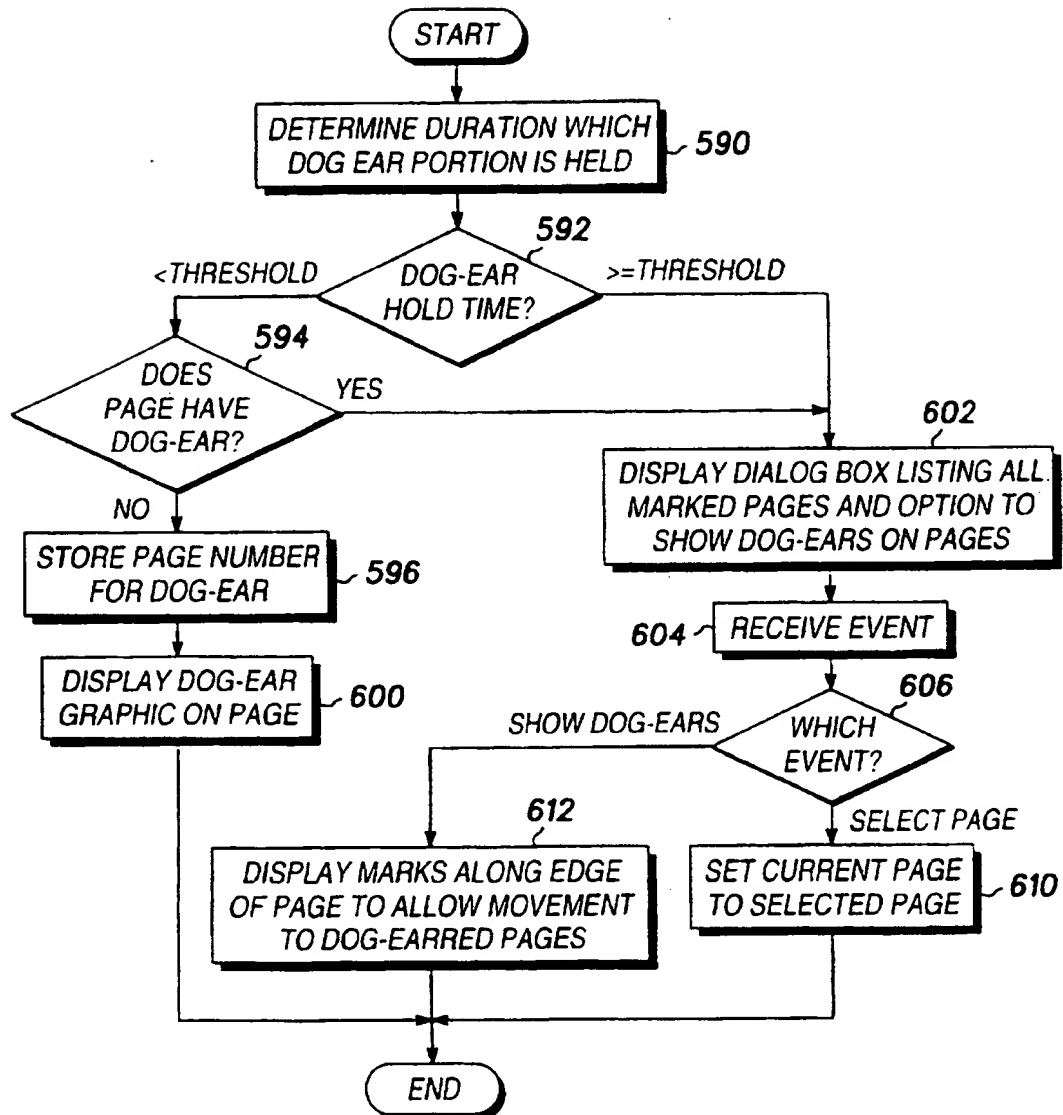 START
DETERMINE DURATION WHICH
DOG EAR PORTION IS HELD
590
592
<THRESHOLD
DOG-EAR
HOLD TIME?
>=THRESHOLD
594
DOES
PAGE HAVE
DOG-EAR?
YES
NO
602
DISPLAY DIALOG BOX LISTING ALL
MARKED PAGES AND OPTION TO
SHOW DOG-EARS ON PAGES
STORE PAGE NUMBER
FOR DOG-EAR
596
604
RECEIVE EVENT
DISPLAY DOG-EAR
GRAPHIC ON PAGE
600
606
SHOW DOG-EARS
WHICH
EVENT?
SELECT PAGE
612
DISPLAY MARKS ALONG EDGE
OF PAGE TO ALLOW MOVEMENT
TO DOG-EARRED PAGES
SET CURRENT PAGE
TO SELECTED PAGE
610
END